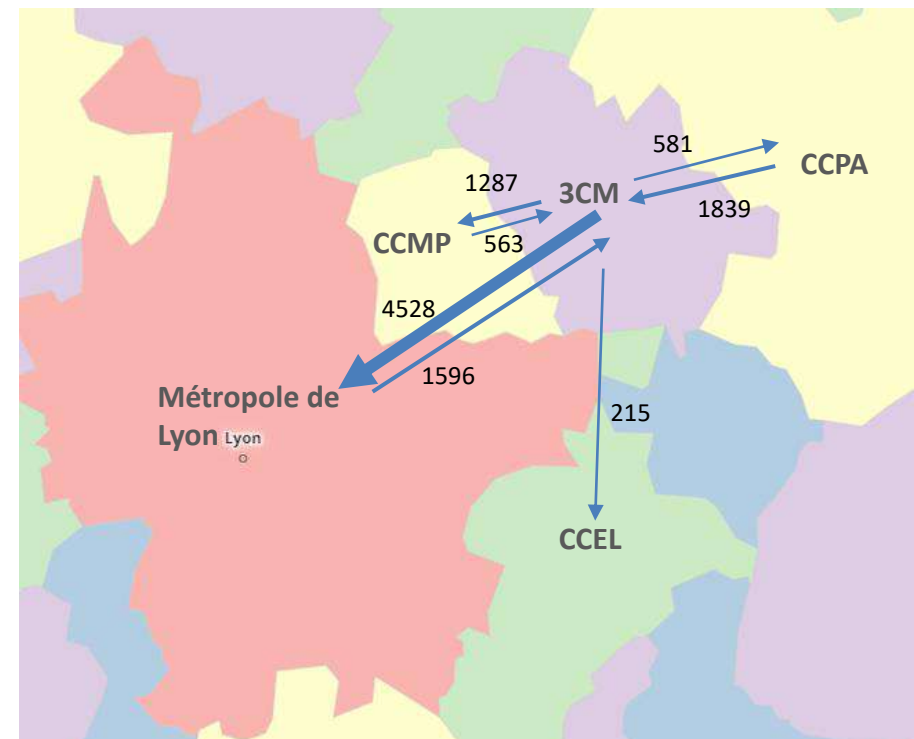 581
CCPA
1287
3CM
1839
CCMP
563
4528
1596
Métropole de
Lyon Lyon
215
CCEL